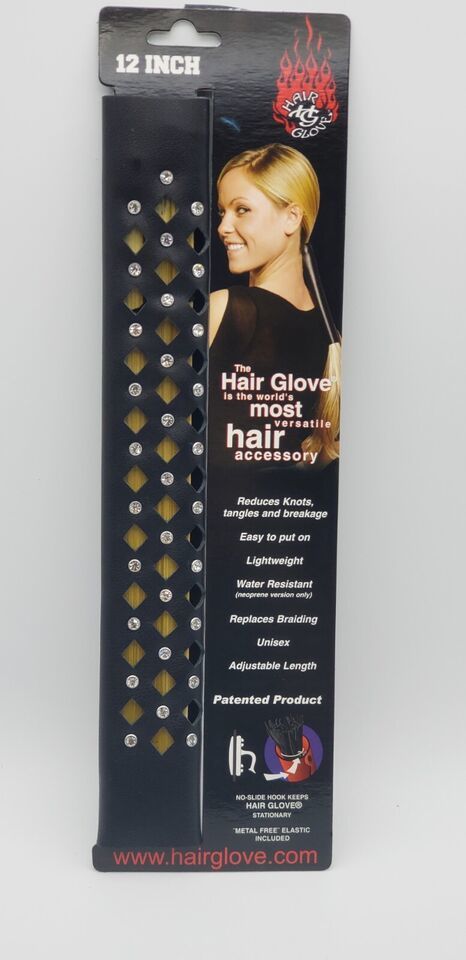 12 INCH
HAIR
HG
GLOVE
The
Hair Glove
is the world's
most
versatile
hair
accessory
Reduces Knots,
tangles and breakage
Easy to put on
Lightweight
Water Resistant
(neoprene version only)
Replaces Braiding
Unisex
Adjustable Length
Patented Product
NO-SLIDE HOOK KEEPS
HAIR GLOVE®
STATIONARY
"METAL FREE" ELASTIC
INCLUDED
www.hairglove.com